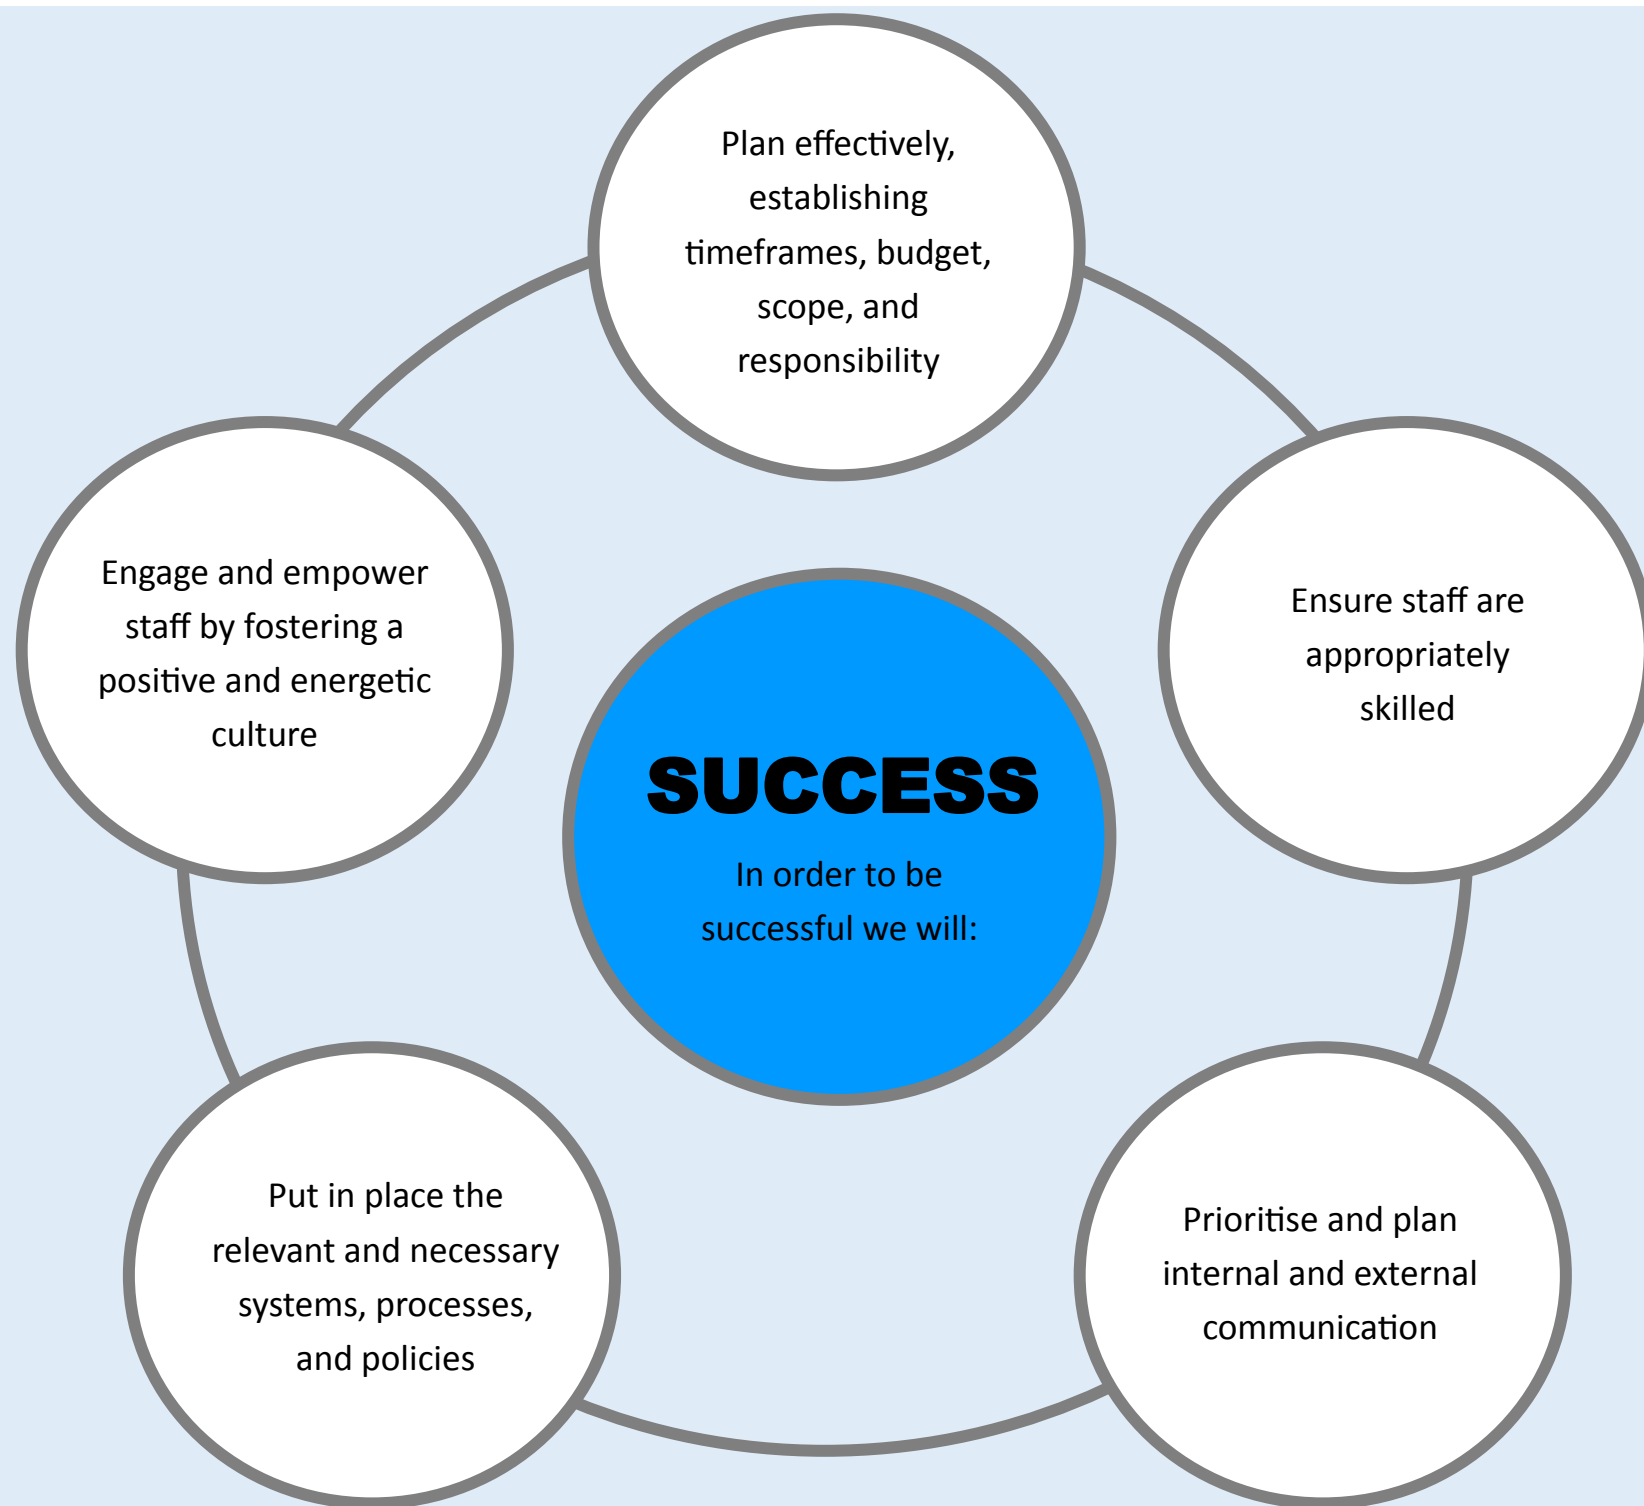 Plan effectively,
establishing
timeframes, budget,
scope, and
responsibility
Engage and empower
staff by fostering a
positive and energetic
culture
Ensure staff are
appropriately
skilled
SUCCESS
In order to be
successful we will:
Put in place the
relevant and necessary
systems, processes,
and policies
Prioritise and plan
internal and external
communication